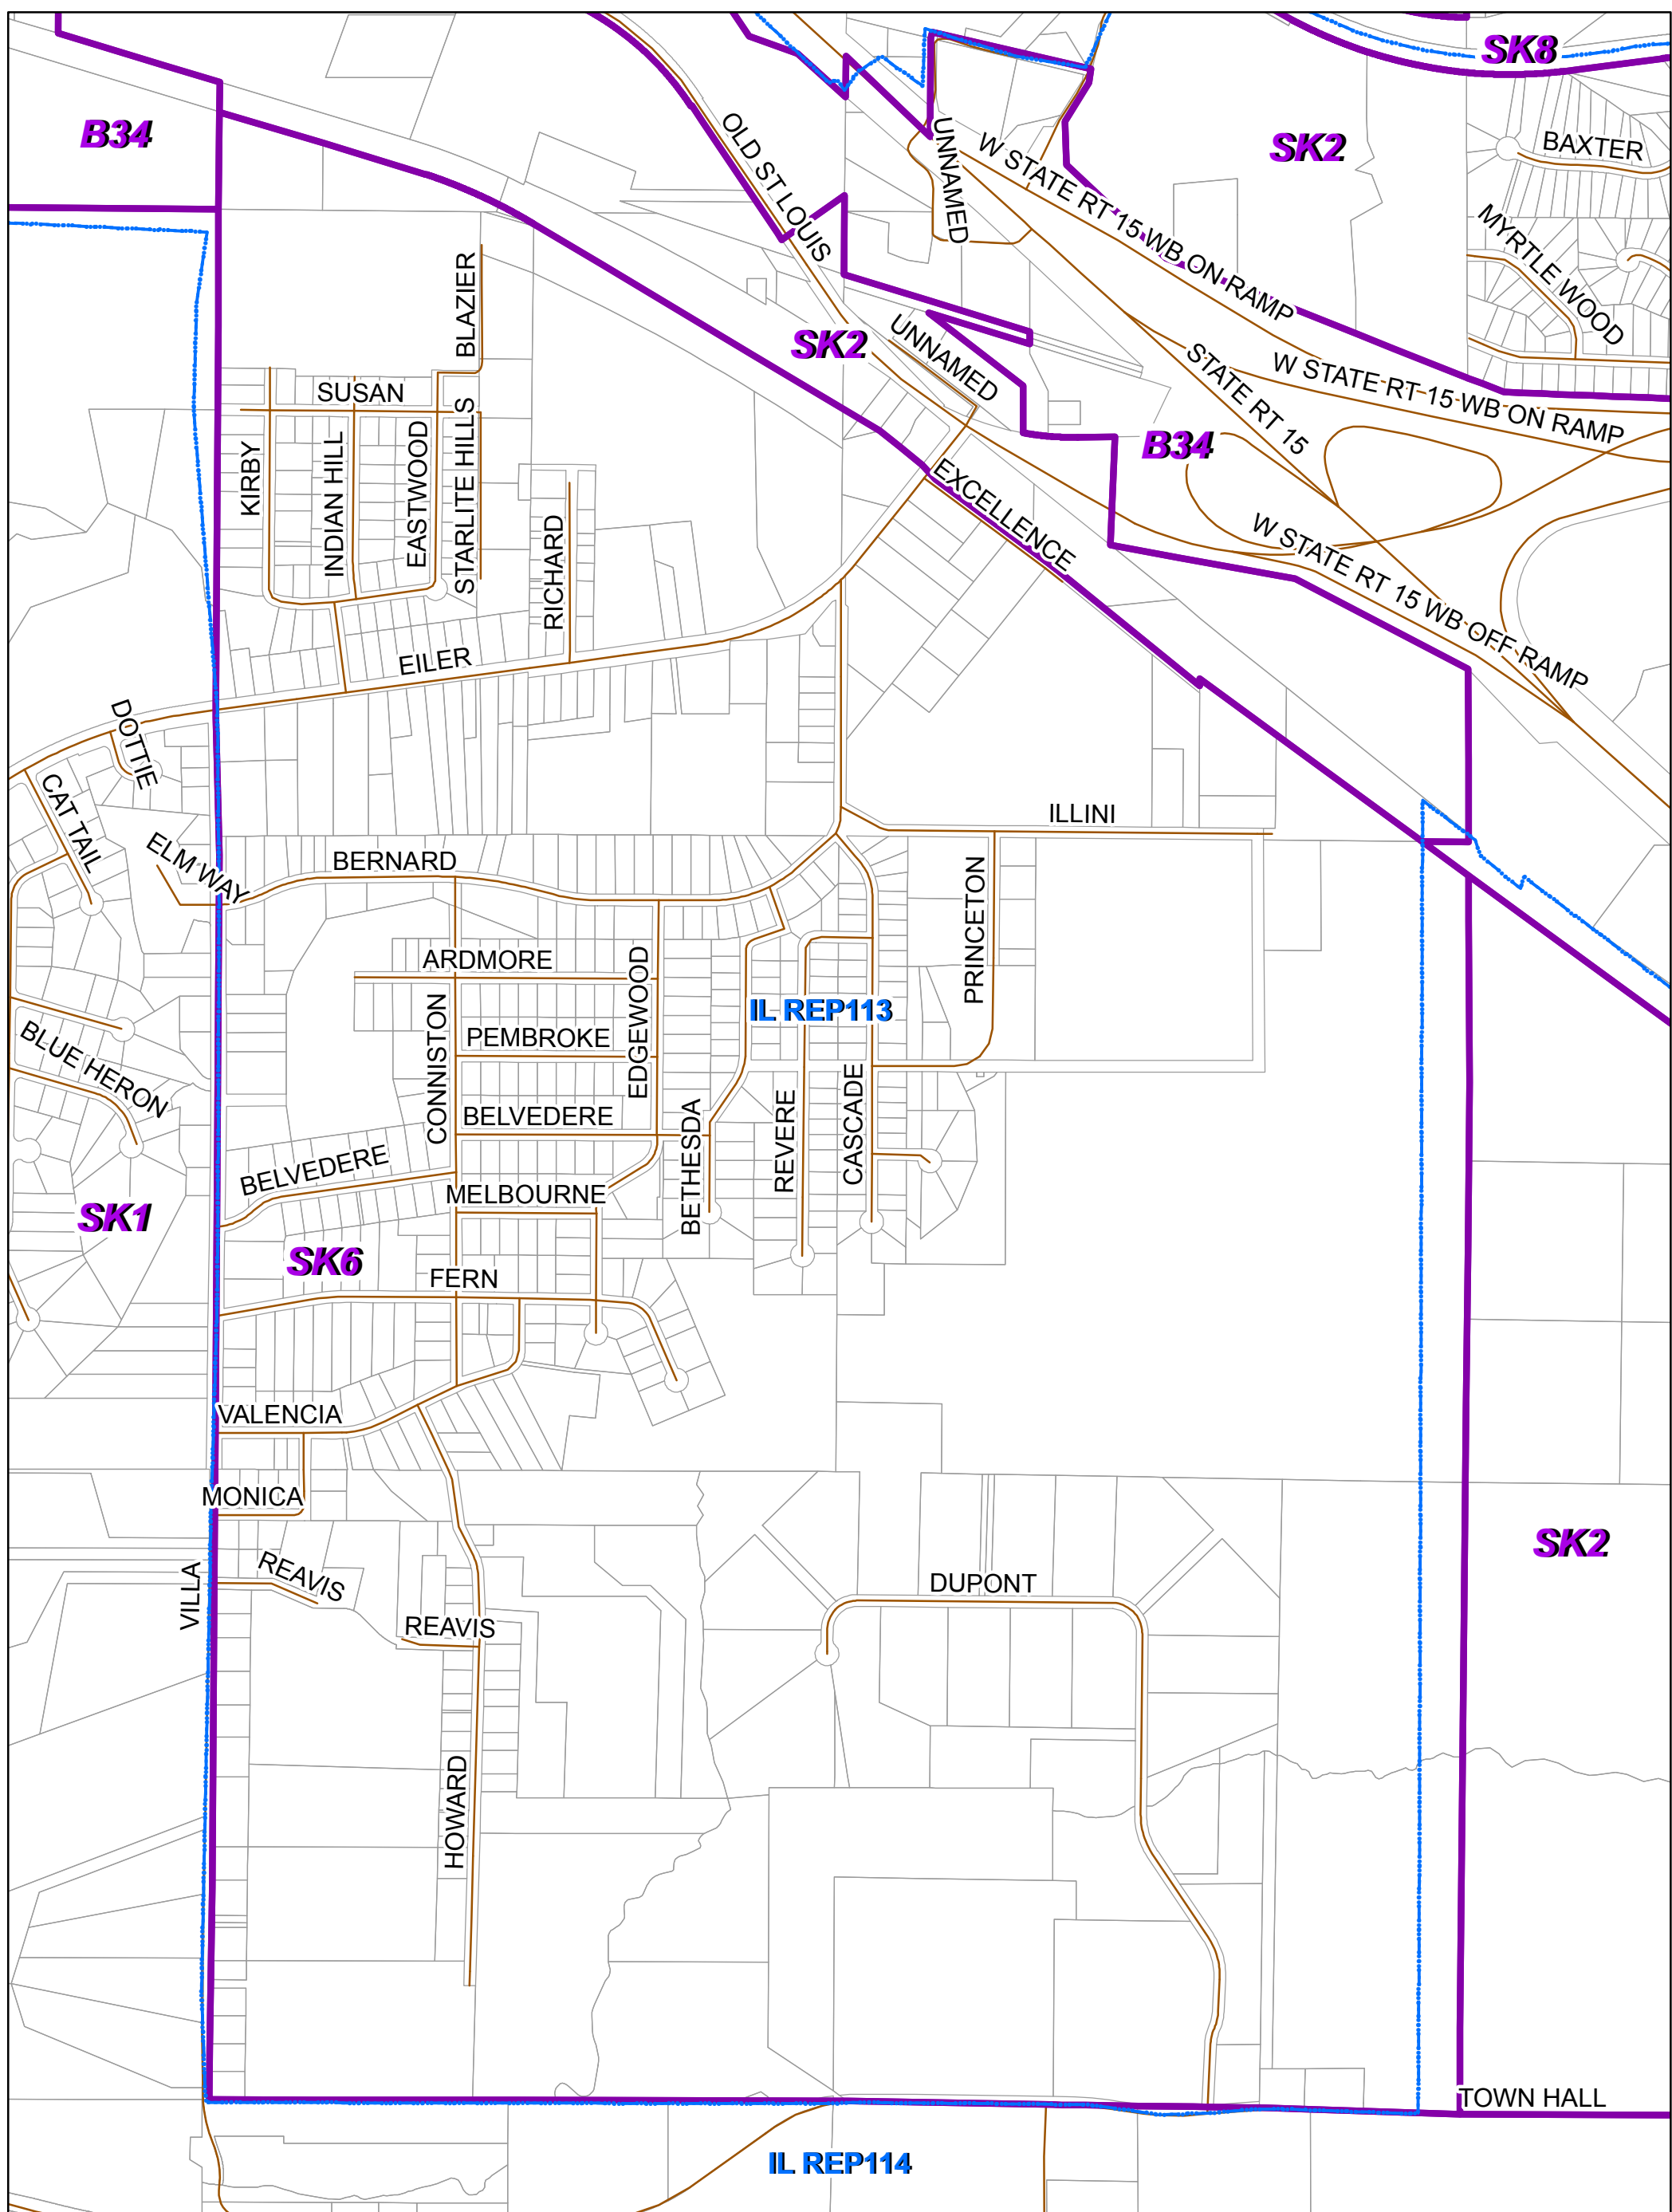 SK8
B34
SK2
BAXTER
OLD ST LOUIS
UNNAMED
W STATE RT 15 WB ON RAMP
MYRTLE WOOD
BLAZIER
SK2
UNNAMED
STATE RT 15
W STATE RT 15 WB ON RAMP
SUSAN
KIRBY
INDIAN HILL
EASTWOOD
STARLITE HILLS
B34
RICHARD
EXCELLENCE
W STATE RT 15 WB OFF RAMP
EILER
DOTTIE
CAT TAIL
ILLINI
ELM WAY
BERNARD
PRINCETON
ARDMORE
EDGEWOOD
IL REP113
CONNISTON
PEMBROKE
BLUE HERON
BELVEDERE
BETHESDA
REVERE
CASCADE
BELVEDERE
MELBOURNE
SK1
SK6
FERN
VALENCIA
MONICA
SK2
VILLA
REAVIS
DUPONT
REAVIS
HOWARD
TOWN HALL
IL REP114